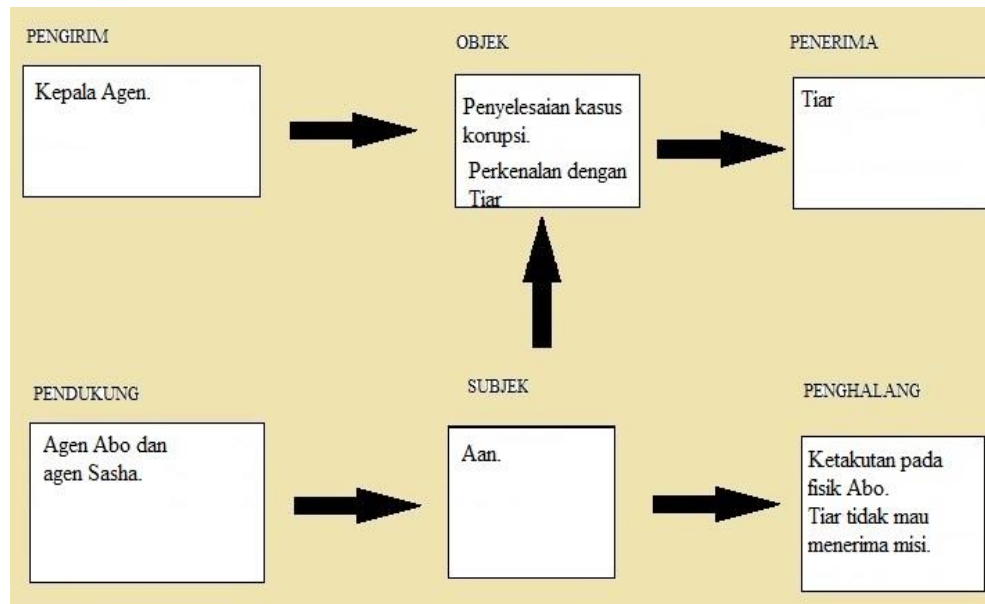 PENGIRIM
Kepala Agen.
OBJEK
Penyelesaian kasus
korupsi.
Perkenalan dengan
Tiar
PENERIMA
Tiar
PENDUKUNG
Agen Abo dan
agen Sasha.
SUBJEK
Aan.
PENGHALANG
Ketakutan pada
fisik Abo.
Tiar tidak mau
menerima misi.